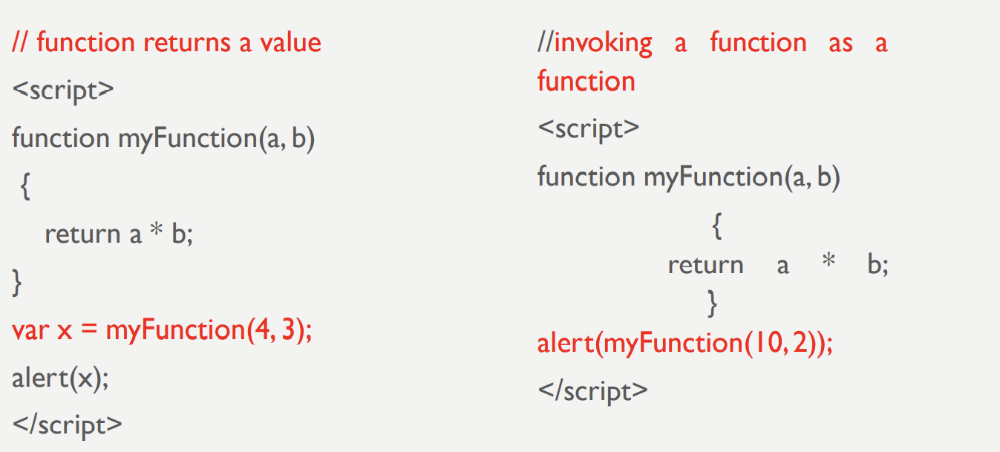 // function returns a value
<script>
function myFunction(a, b)
{
return a * b;
}
var x = myFunction(4, 3);
alert(x);
</script>
//invoking a function as a
function
<script>
function myFunction(a, b)
{
return a * b;
}
alert(myFunction(10, 2));
</script>